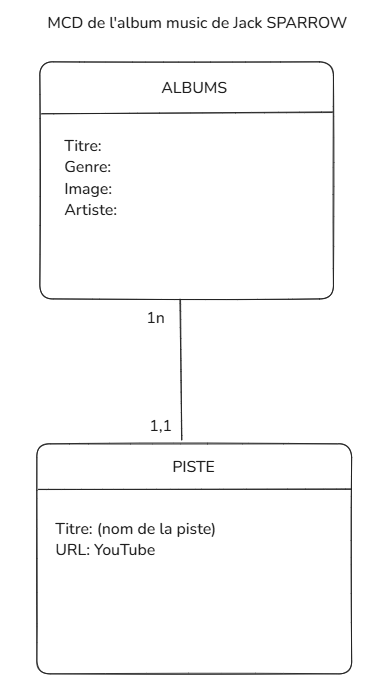 MCD de l'album music de Jack SPARROW
ALBUMS
Titre:
Genre:
Image:
Artiste:
1n
1,1
PISTE
Titre: (nom de la piste)
URL: YouTube